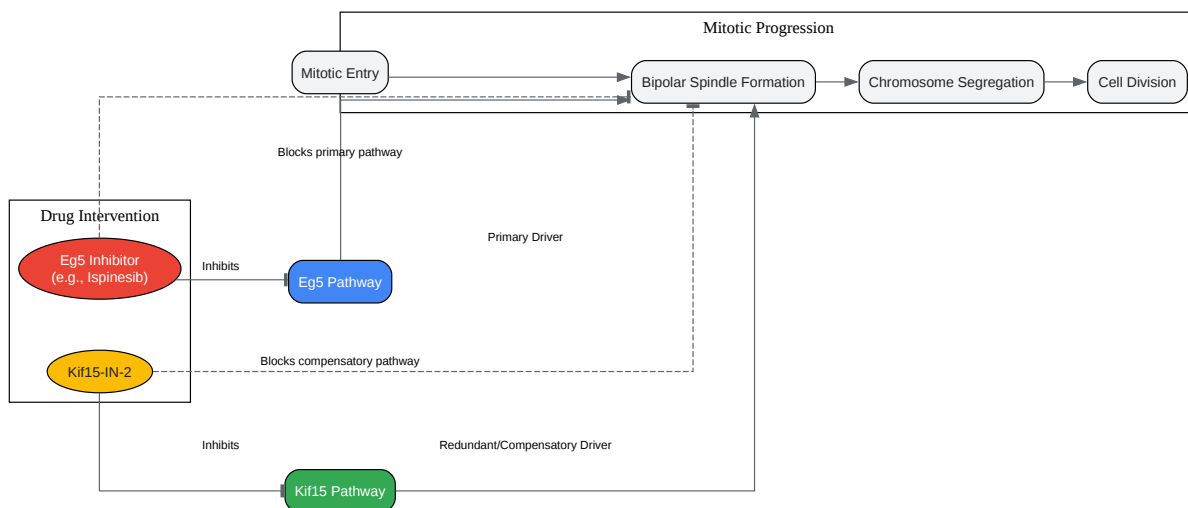 Mitotic Progression
Mitotic Entry
Bipolar Spindle Formation
Chromosome Segregation
Cell Division
Blocks primary pathway
Drug Intervention
Primary Driver
Eg5 Inhibitor
(e.g., Ispinesib)
Inhibits
Eg5 Pathway
Blocks compensatory pathway
Kif15-IN-2
Inhibits
Redundant/Compensatory Driver
Kif15 Pathway